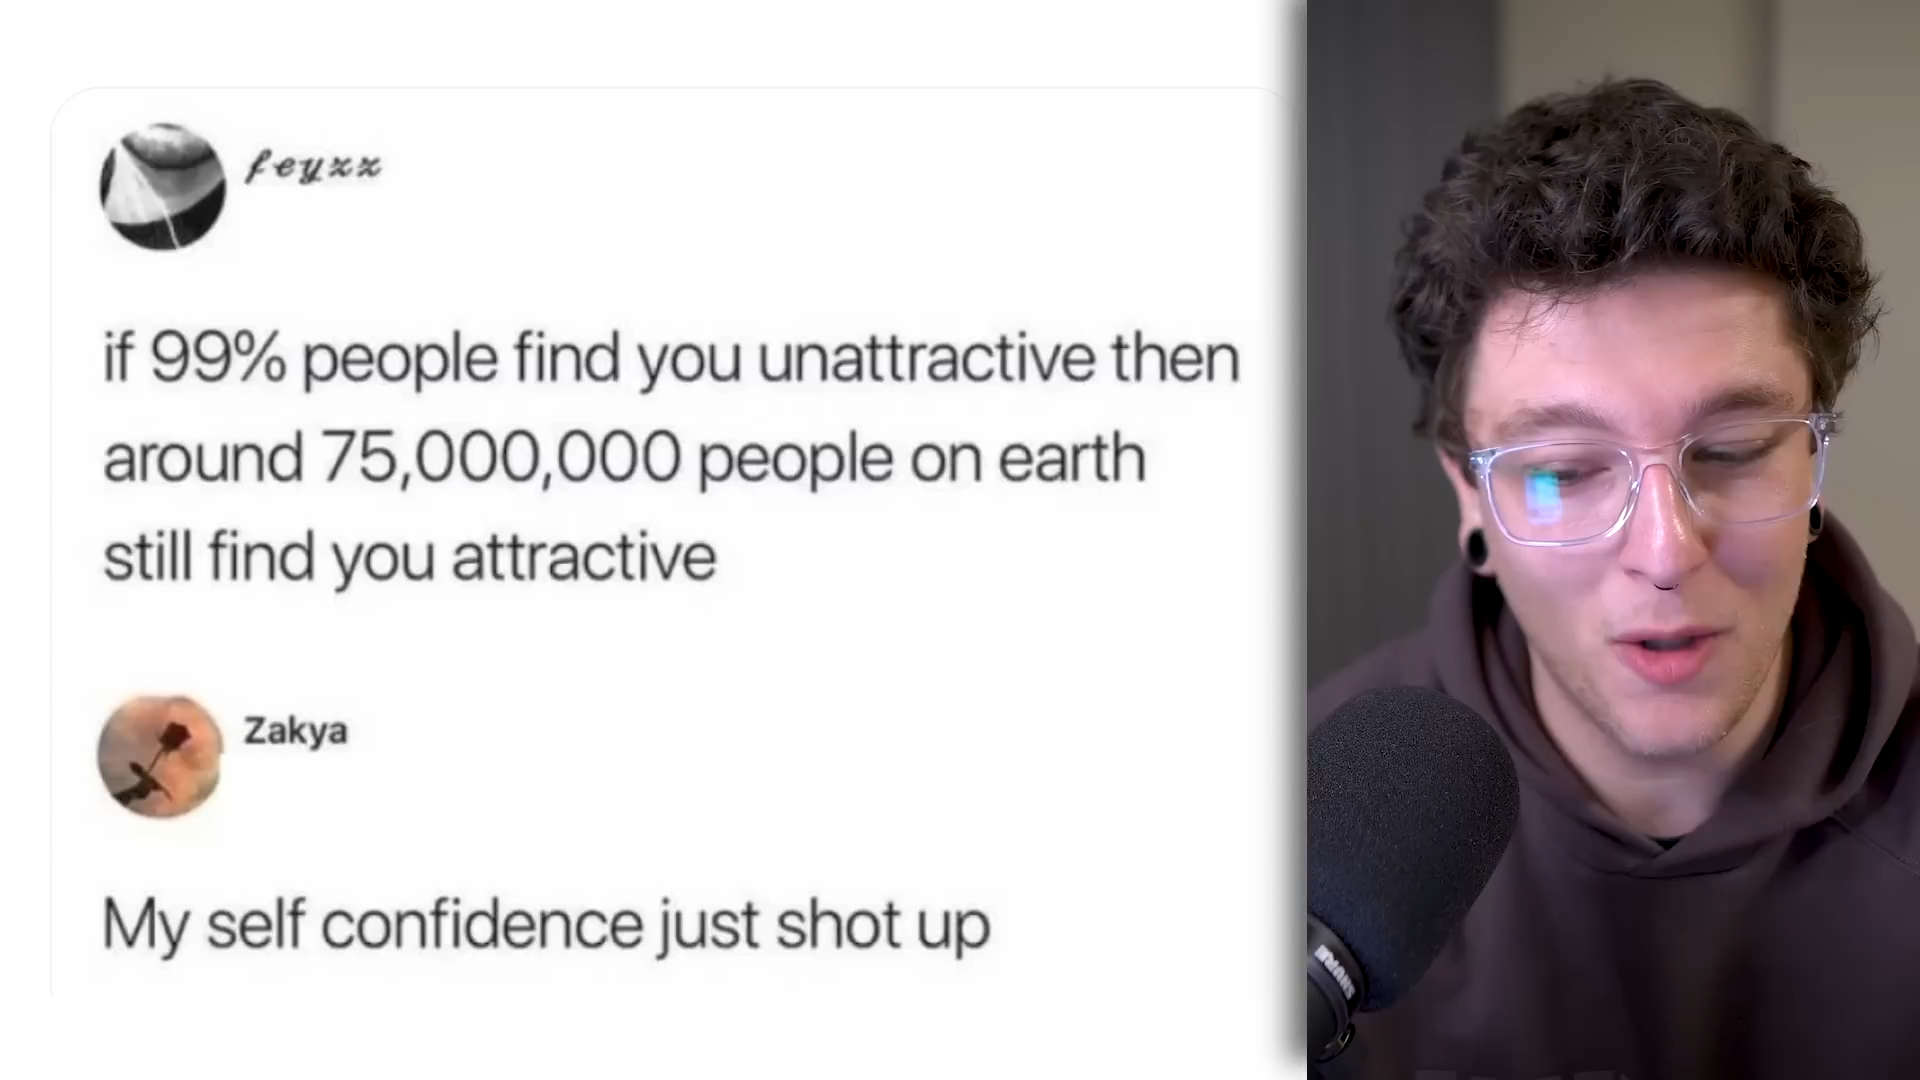 feyzz
if 99% people find you unattractive then
around 75,000,000 people on earth
still find you attractive
Zakya
My self confidence just shot up
SHURE